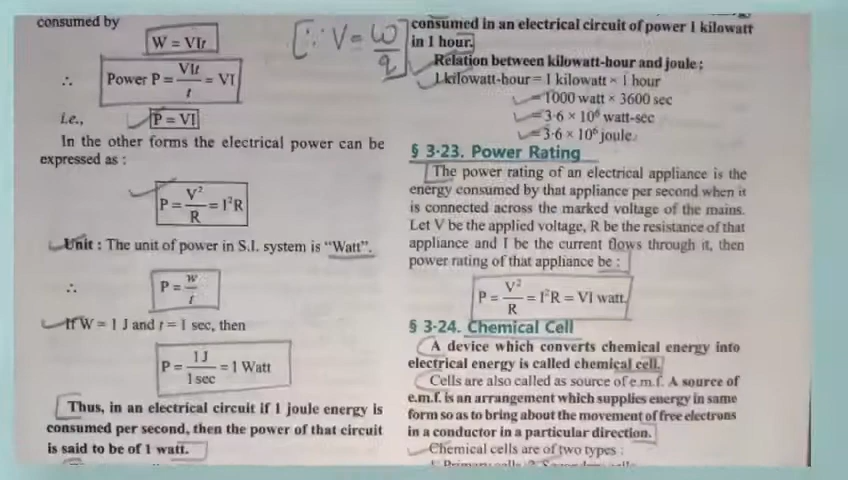 consumed by
W = VIt
∴ Power P = VIt/t = VI
i.e., P = VI
In the other forms the electrical power can be
expressed as :
P = V²/R = I²R
Unit : The unit of power in S.I. system is “Watt”.
∴ P = w/t
If W = 1 J and t = 1 sec, then
P = 1J/1sec = 1 Watt
Thus, in an electrical circuit if 1 joule energy is
consumed per second, then the power of that circuit
is said to be of 1 watt.
[∵ V = W/q]
consumed in an electrical circuit of power 1 kilowatt
in 1 hour.
Relation between kilowatt-hour and joule ;
1 kilowatt-hour = 1 kilowatt × 1 hour
= 1000 watt × 3600 sec
= 3·6 × 10⁶ watt-sec
= 3·6 × 10⁶ joule.
§ 3·23. Power Rating
The power rating of an electrical appliance is the
energy consumed by that appliance per second when it
is connected across the marked voltage of the mains.
Let V be the applied voltage, R be the resistance of that
appliance and I be the current flows through it, then
power rating of that appliance be :
P = V²/R = I²R = VI watt.
§ 3·24. Chemical Cell
A device which converts chemical energy into
electrical energy is called chemical cell.
Cells are also called as source of e.m.f. A source of
e.m.f. is an arrangement which supplies energy in same
form so as to bring about the movement of free electrons
in a conductor in a particular direction.
Chemical cells are of two types :